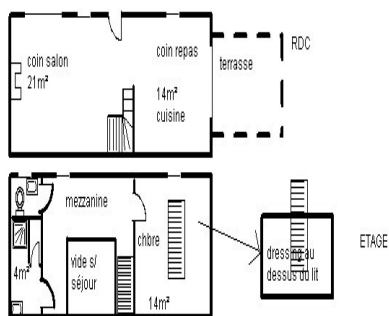 coin salon
21m²
coin repas
14m²
cuisine
terrasse
RDC
mezzanine
chbre
4m²
vide s/
séjour
14m²
dressing au
dessus du lit
ETAGE